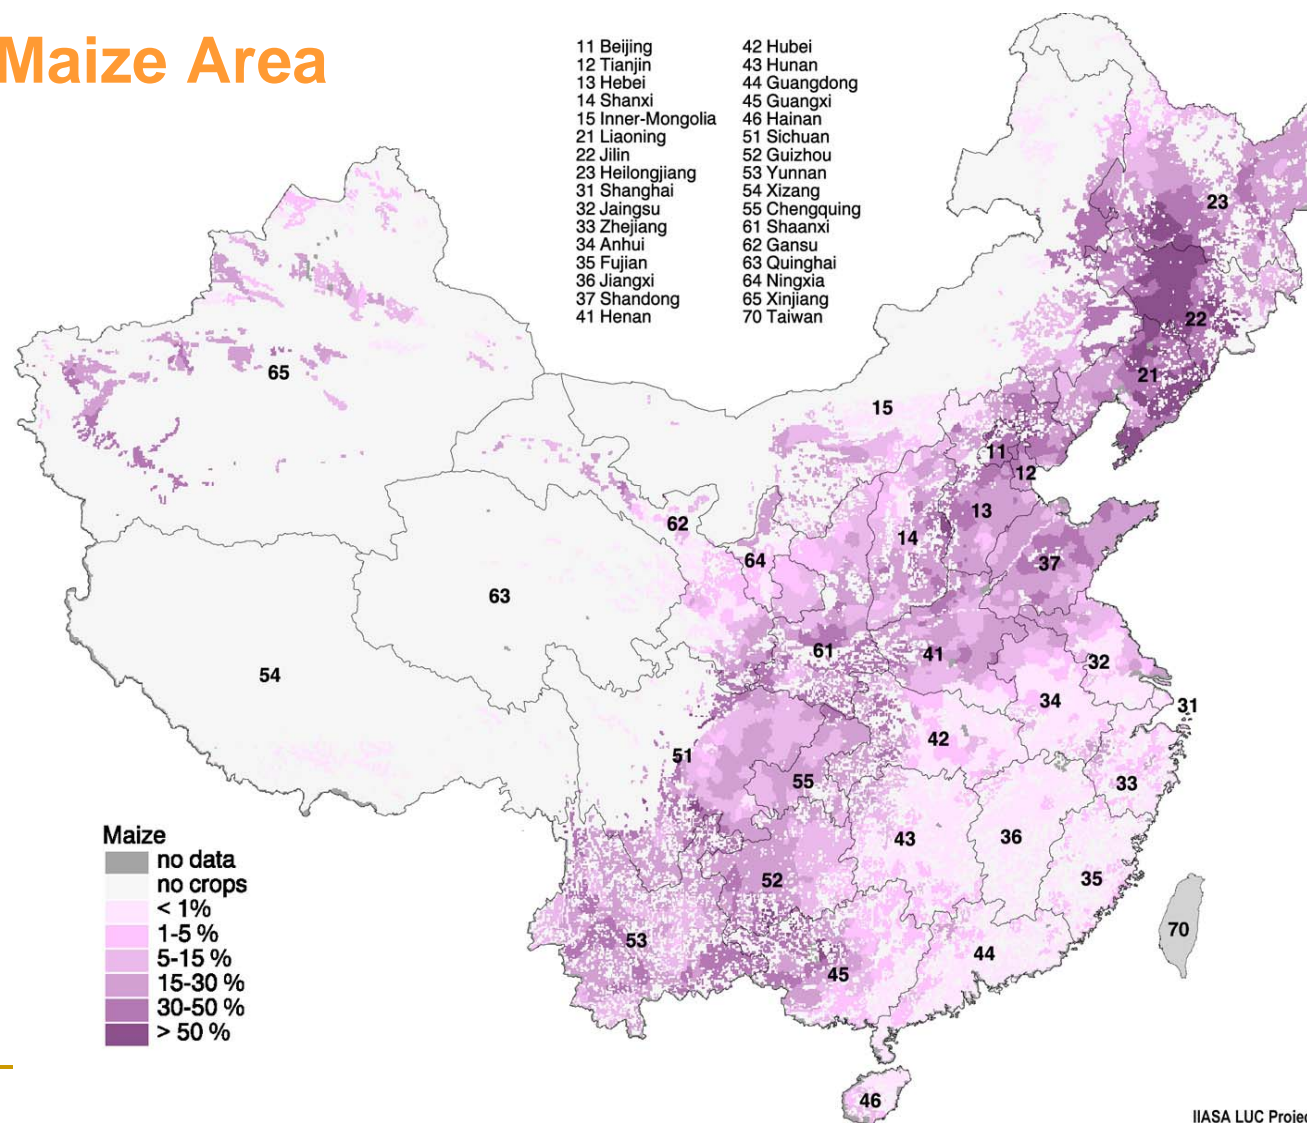 Maize Area
11 Beijing
12 Tianjin
13 Hebei
14 Shanxi
15 Inner-Mongolia
21 Liaoning
22 Jilin
23 Heilongjiang
31 Shanghai
32 Jaingsu
33 Zhejiang
34 Anhui
35 Fujian
36 Jiangxi
37 Shandong
41 Henan
42 Hubei
43 Hunan
44 Guangdong
45 Guangxi
46 Hainan
51 Sichuan
52 Guizhou
53 Yunnan
54 Xizang
55 Chengquing
61 Shaanxi
62 Gansu
63 Quinghai
64 Ningxia
65 Xinjiang
70 Taiwan
23
22
65
21
15
11
12
13
62
14
64
37
63
61
41
32
54
34
31
42
51
55
33
43
36
52
35
53
70
44
45
46
Maize
no data
no crops
< 1%
1-5 %
5-15 %
15-30 %
30-50 %
> 50 %
IIASA LUC Projec